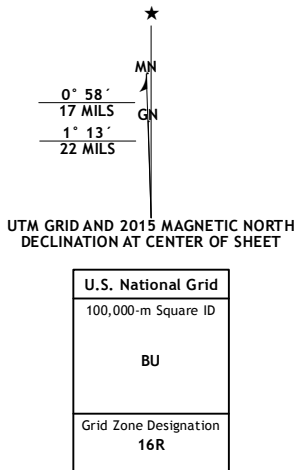 ★
MN
0° 58´
17 MILS
GN
1° 13´
22 MILS
UTM GRID AND 2015 MAGNETIC NORTH
DECLINATION AT CENTER OF SHEET
U.S. National Grid
100,000-m Square ID
BU
Grid Zone Designation
16R